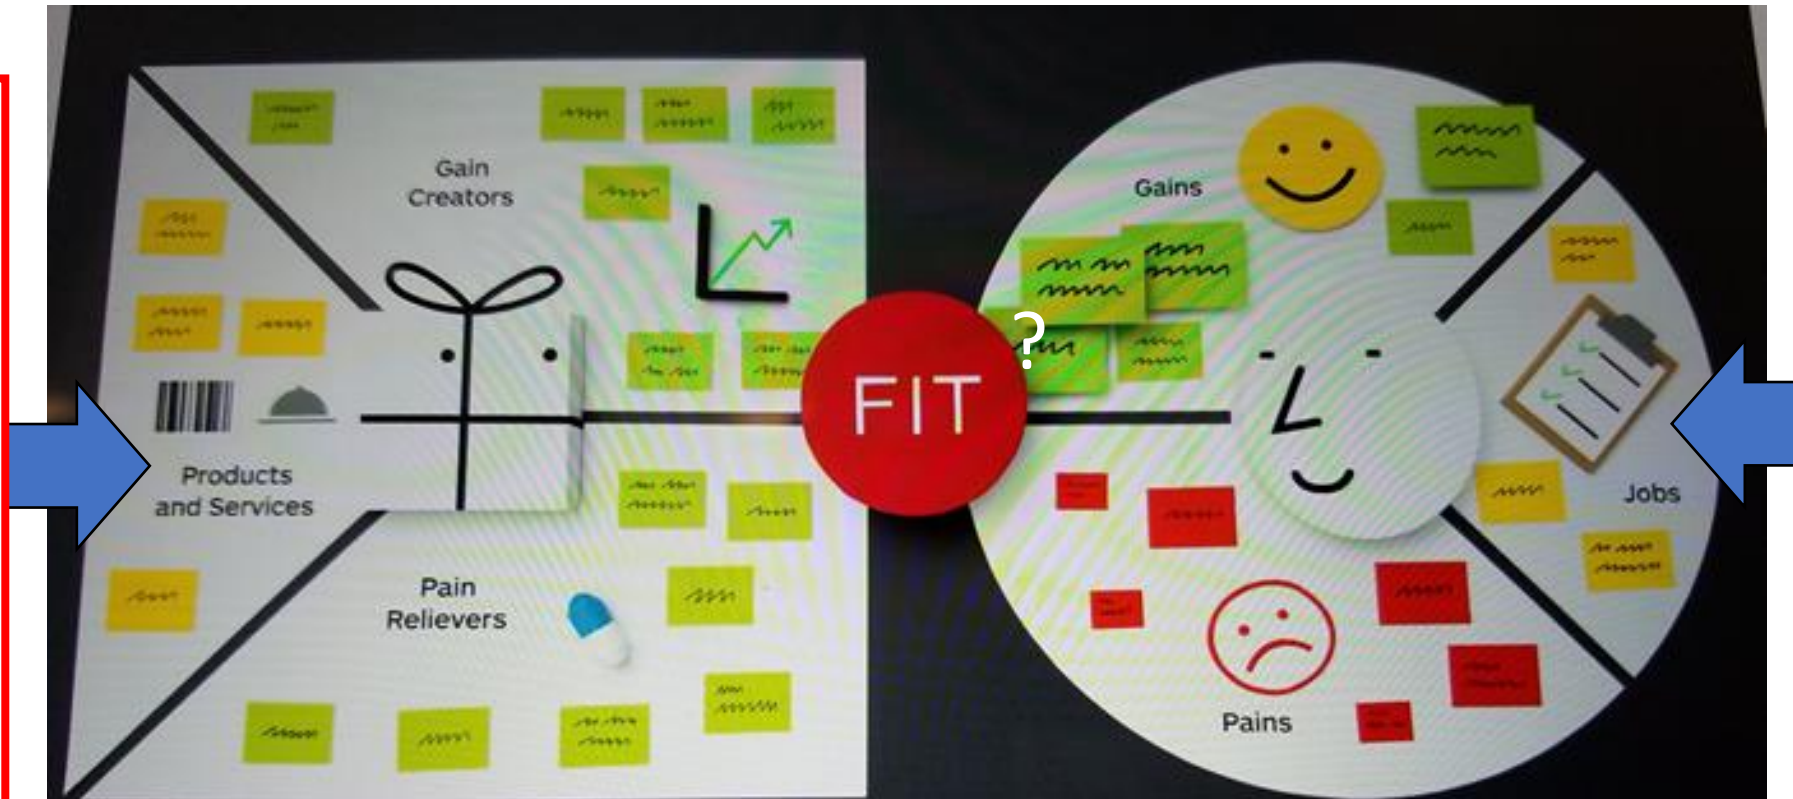 Gain
Creators
Gains
?
FIT
Products
and Services
Jobs
Pain
Relievers
Pains